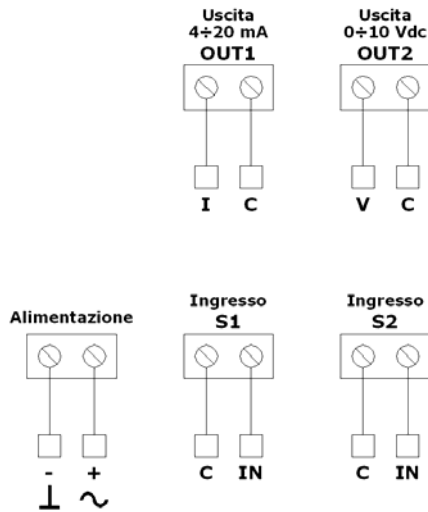 Uscita
4÷20 mA
OUT1
Uscita
0÷10 Vdc
OUT2
I C
V C
Alimentazione
Ingresso
S1
Ingresso
S2
- +
C IN
C IN
⊥ ~